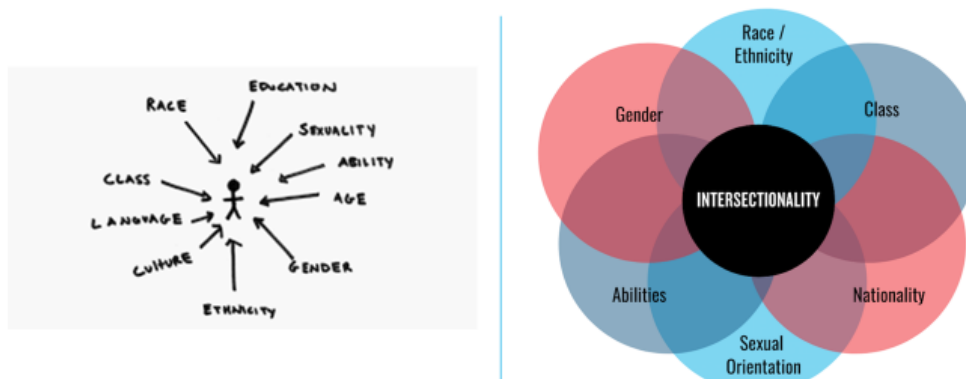 EDUCATION
RACE
SEXUALITY
ABILITY
CLASS
AGE
LANGUAGE
CULTURE
GENDER
ETHNICITY
Race /
Ethnicity
Gender
Class
INTERSECTIONALITY
Abilities
Nationality
Sexual
Orientation